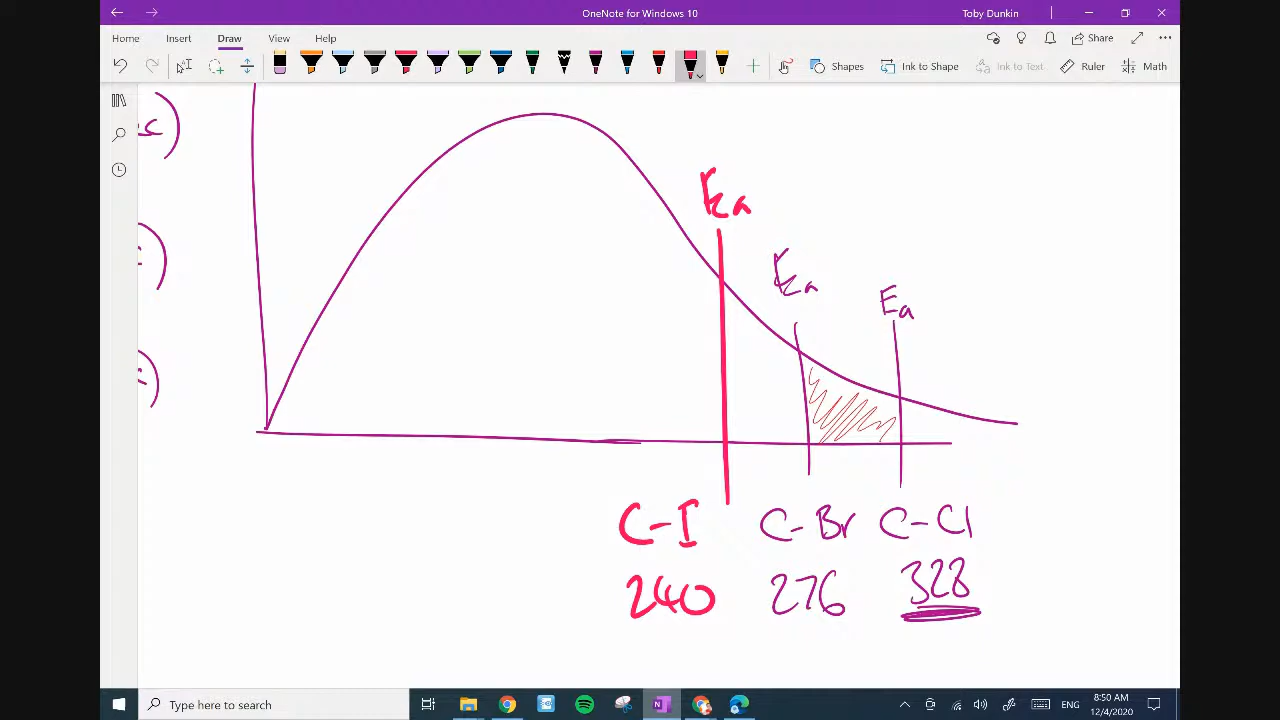 OneNote for Windows 10
Toby Dunkin
Home Insert Draw View Help
Share
Shapes Ink to Shape Ink to Text Ruler Math
Ea
Ea
Ea
C-I C-Br C-Cl
240 276 328
Type here to search
ENG
8:50 AM
12/4/2020